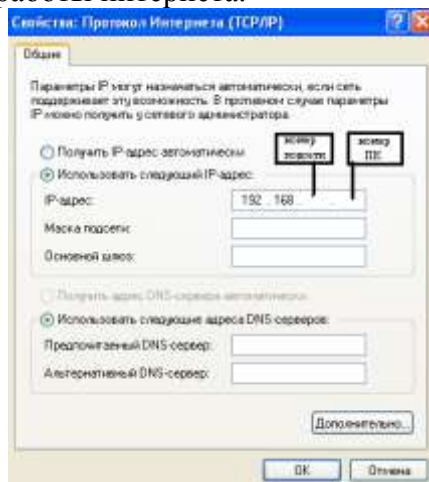 работы интернета.
Свойства: Протокол Интернета (TCP/IP)
Общие
Параметры IP могут назначаться автоматически, если сеть
поддерживает эту возможность. В противном случае параметры
IP можно получить у сетевого администратора.
номер подсети
номер ПК
Получить IP-адрес автоматически
Использовать следующий IP-адрес:
IP-адрес: 192 . 168 . .
Маска подсети:
Основной шлюз:
Получить адрес DNS-сервера автоматически
Использовать следующие адреса DNS-серверов:
Предпочитаемый DNS-сервер:
Альтернативный DNS-сервер:
Дополнительно...
OK Отмена